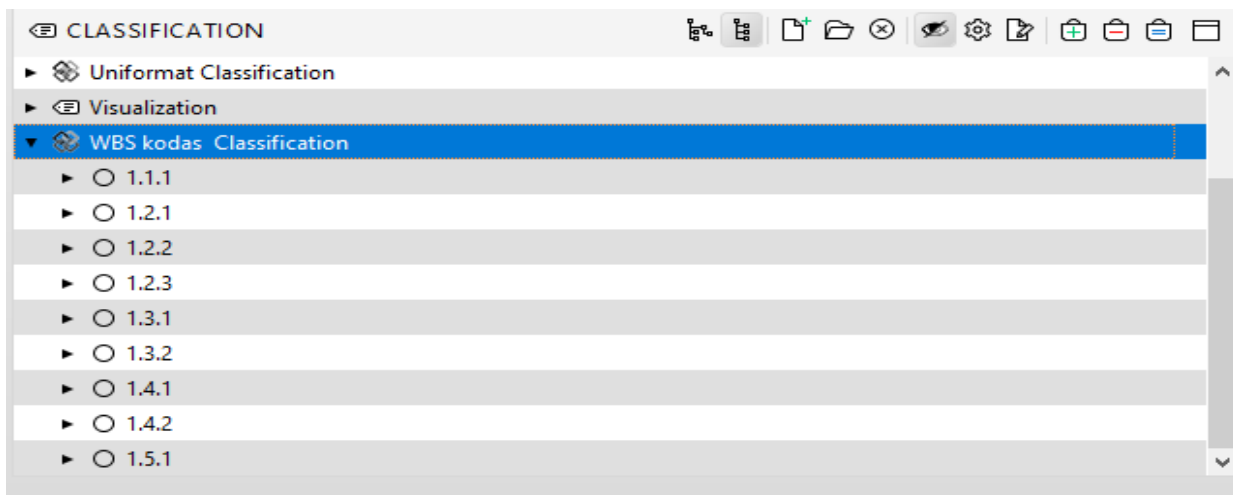 CLASSIFICATION
Uniformat Classification
Visualization
WBS kodas  Classification
1.1.1
1.2.1
1.2.2
1.2.3
1.3.1
1.3.2
1.4.1
1.4.2
1.5.1